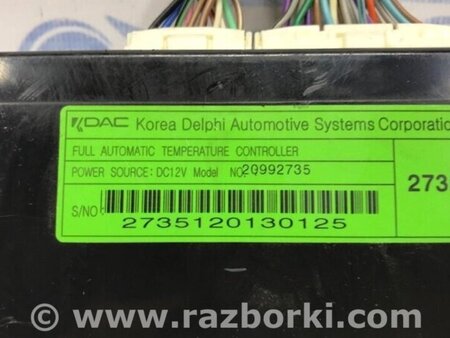 KDAC Korea Delphi Automotive Systems Corporation
FULL AUTOMATIC TEMPERATURE CONTROLLER
POWER SOURCE: DC12V Model NO. 20992735
273
S/NO
2735120130125
© www.razborki.com